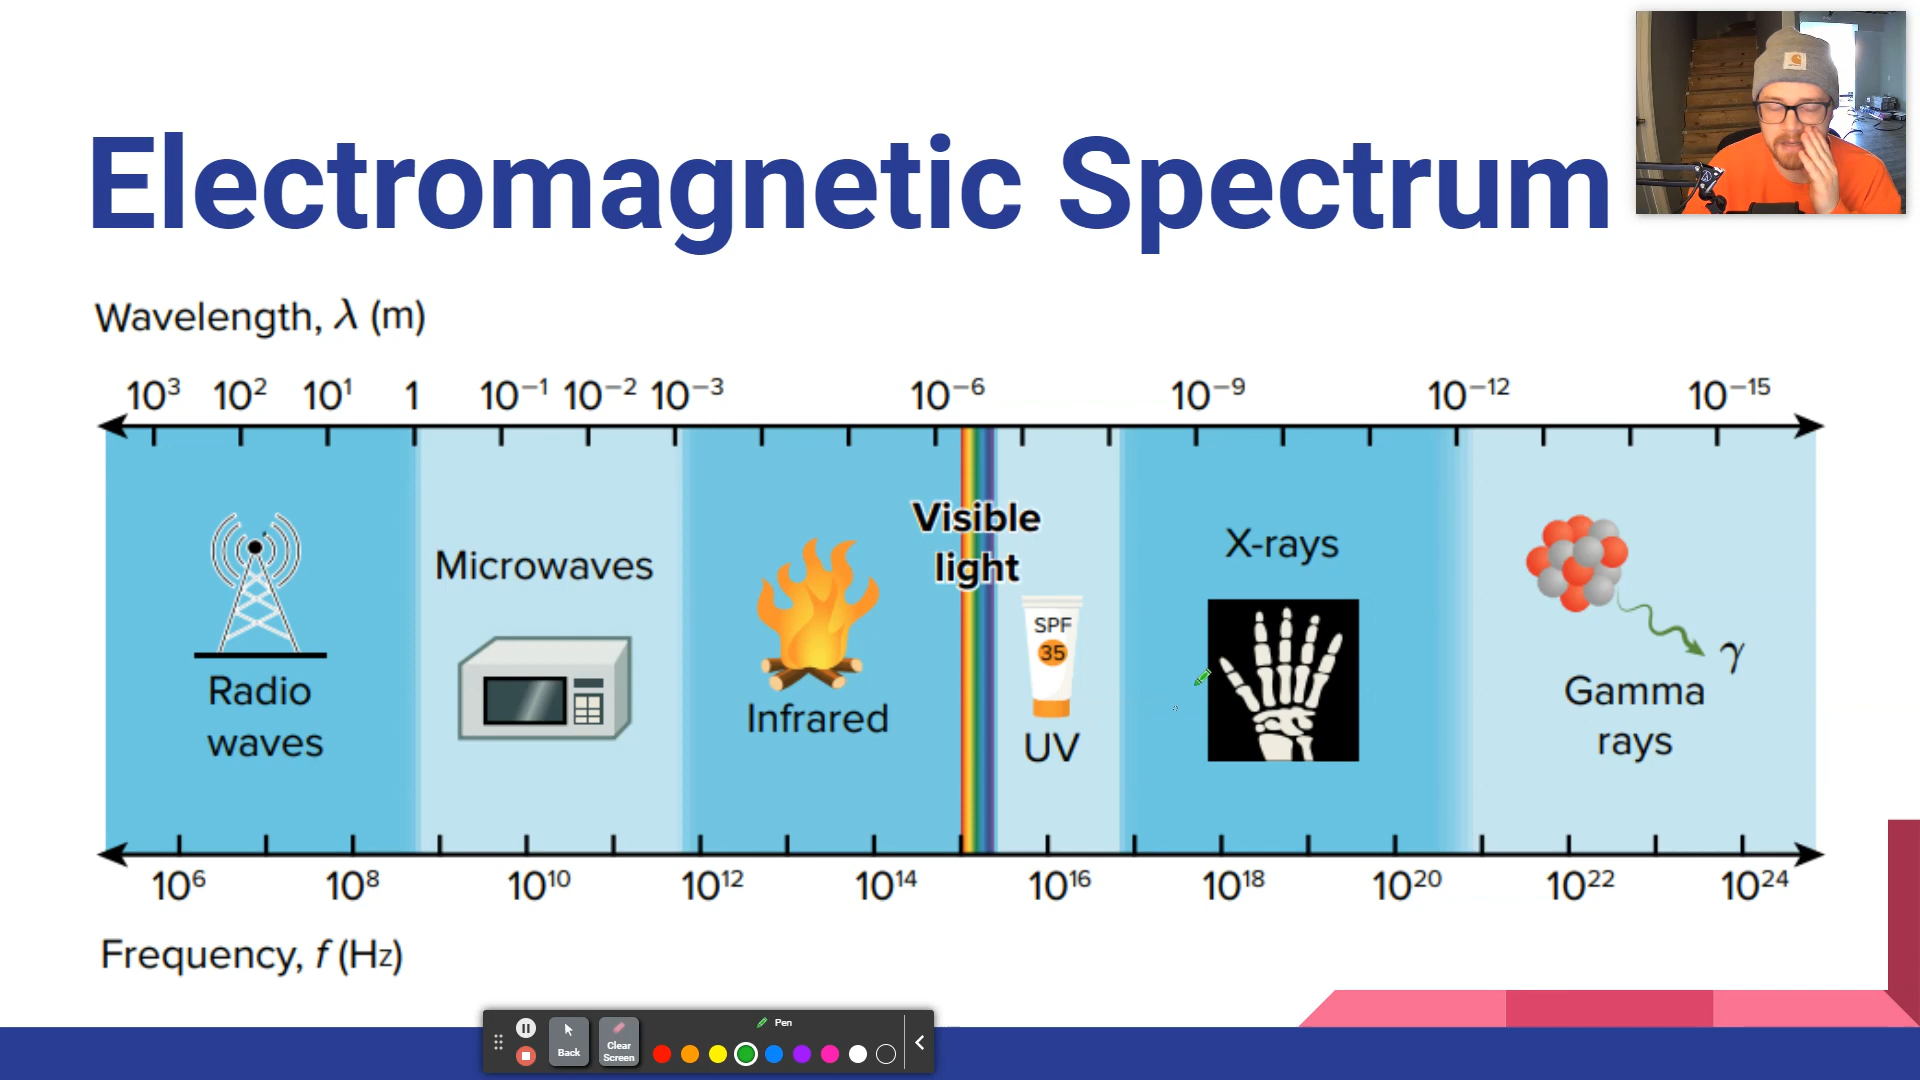 Electromagnetic Spectrum
Wavelength, λ (m)
10³ 10² 10¹ 1 10⁻¹ 10⁻² 10⁻³ 10⁻⁶ 10⁻⁹ 10⁻¹² 10⁻¹⁵
Radio
waves
Microwaves
Infrared
Visible
light
SPF
35
UV
X-rays
γ
Gamma
rays
10⁶ 10⁸ 10¹⁰ 10¹² 10¹⁴ 10¹⁶ 10¹⁸ 10²⁰ 10²² 10²⁴
Frequency, f (Hz)
Pen
Back
Clear
Screen